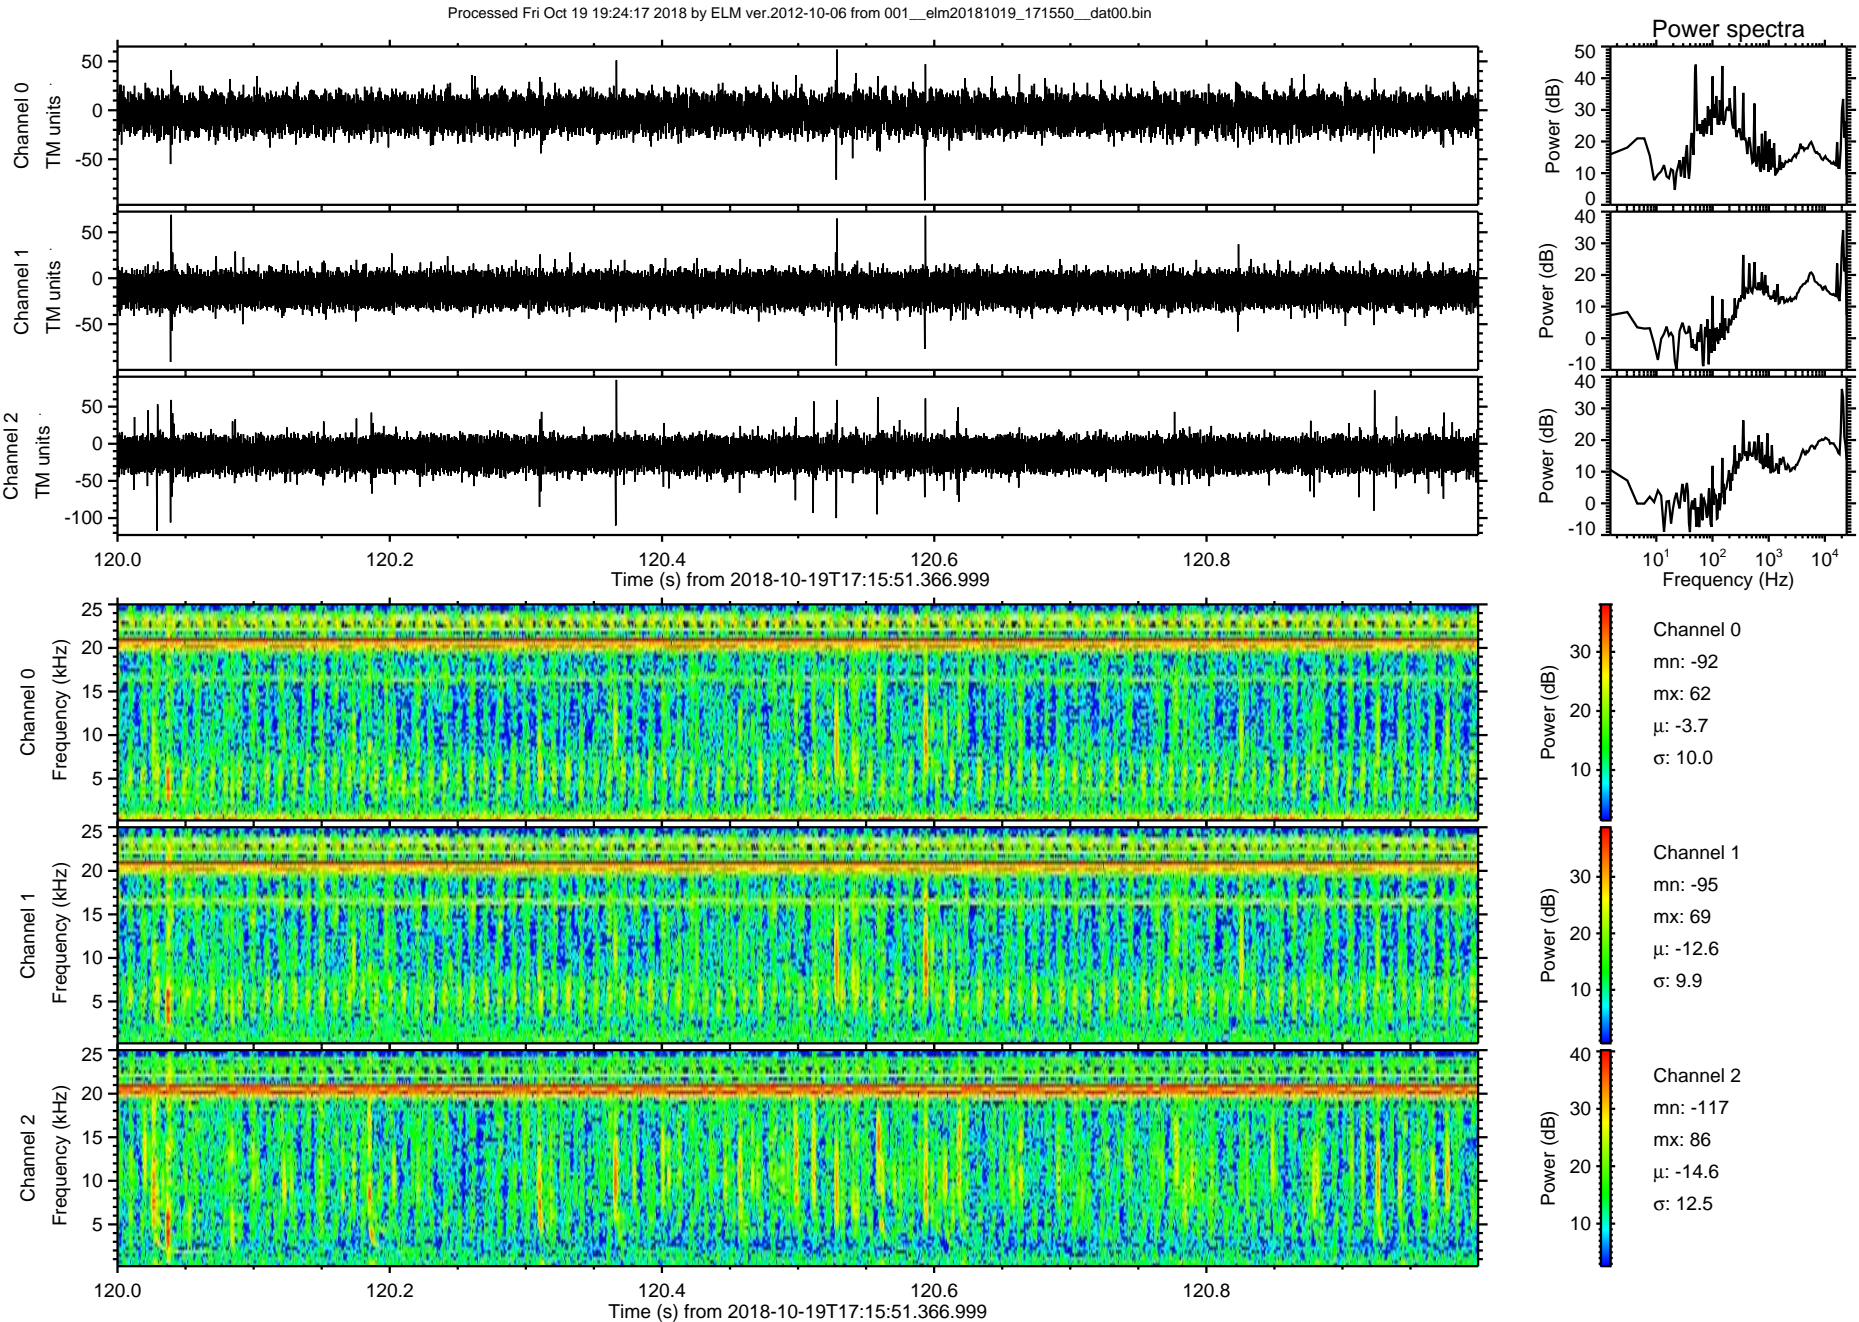 Processed Fri Oct 19 19:24:17 2018 by ELM ver.2012-10-06 from 001__elm20181019_171550__dat00.bin
Power spectra
Channel 0
TM units
50
0
-50
Power (dB)
50
40
30
20
10
0
Channel 1
TM units
50
0
-50
Power (dB)
40
30
20
10
0
-10
Channel 2
TM units
50
0
-50
-100
Power (dB)
40
30
20
10
0
-10
120.0 120.2 120.4 120.6 120.8
Time (s) from 2018-10-19T17:15:51.366.999
10¹ 10² 10³ 10⁴
Frequency (Hz)
Channel 0
Frequency (kHz)
25
20
15
10
5
Power (dB)
30
20
10
Channel 0
mn: -92
mx: 62
μ: -3.7
σ: 10.0
Channel 1
Frequency (kHz)
25
20
15
10
5
Power (dB)
30
20
10
Channel 1
mn: -95
mx: 69
μ: -12.6
σ: 9.9
Channel 2
Frequency (kHz)
25
20
15
10
5
Power (dB)
40
30
20
10
Channel 2
mn: -117
mx: 86
μ: -14.6
σ: 12.5
120.0 120.2 120.4 120.6 120.8
Time (s) from 2018-10-19T17:15:51.366.999